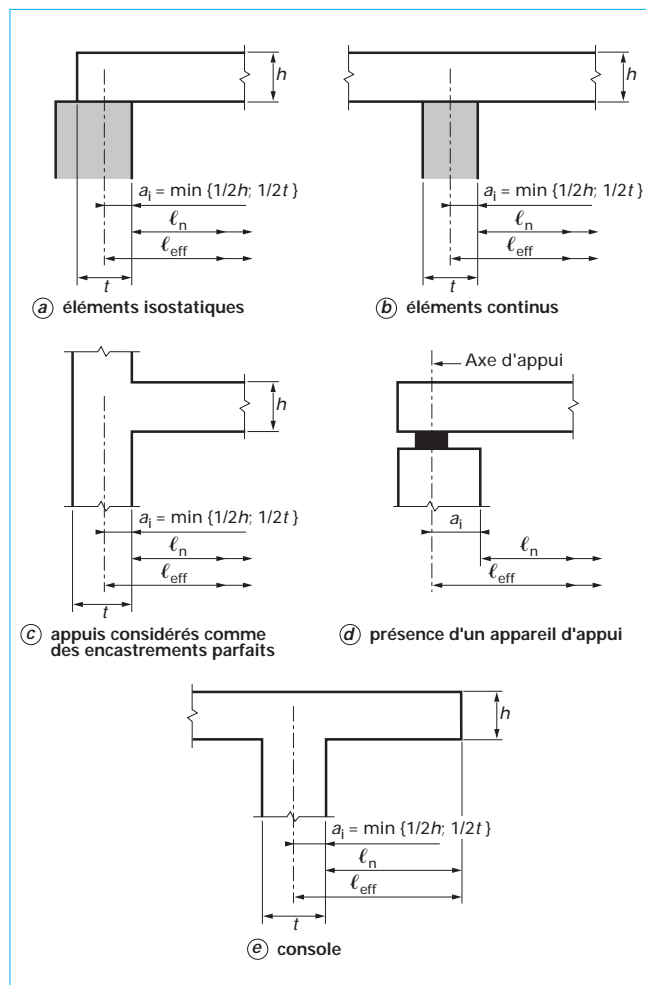 h
a_i = min {1/2h; 1/2t}
ℓ_n
ℓ_eff
t
ⓐ éléments isostatiques
h
a_i = min {1/2h; 1/2t}
ℓ_n
ℓ_eff
t
ⓑ éléments continus
h
a_i = min {1/2h; 1/2t}
ℓ_n
ℓ_eff
t
ⓒ appuis considérés comme
des encastrements parfaits
Axe d'appui
a_i
ℓ_n
ℓ_eff
ⓓ présence d'un appareil d'appui
h
a_i = min {1/2h; 1/2t}
ℓ_n
ℓ_eff
t
ⓔ console